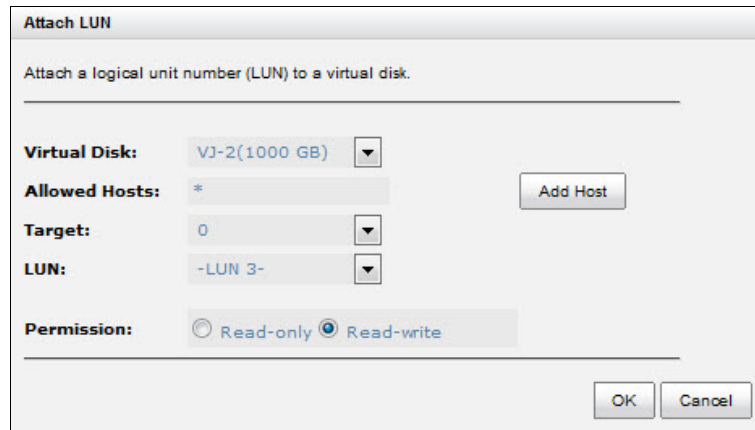 Attach LUN
Attach a logical unit number (LUN) to a virtual disk.
Virtual Disk: VJ-2(1000 GB)
Allowed Hosts: * Add Host
Target: 0
LUN: -LUN 3-
Permission: Read-only Read-write
OK Cancel